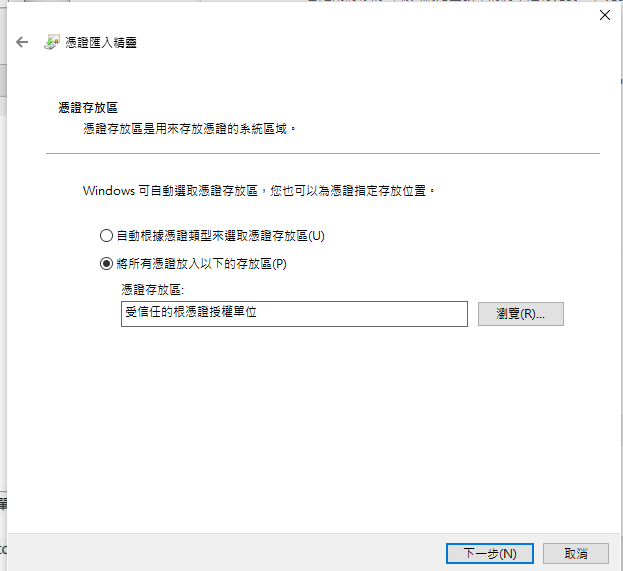 憑證匯入精靈
憑證存放區
憑證存放區是用來存放憑證的系統區域。
Windows 可自動選取憑證存放區，您也可以為憑證指定存放位置。
自動根據憑證類型來選取憑證存放區(U)
將所有憑證放入以下的存放區(P)
憑證存放區:
受信任的根憑證授權單位
瀏覽(R)...
下一步(N)
取消